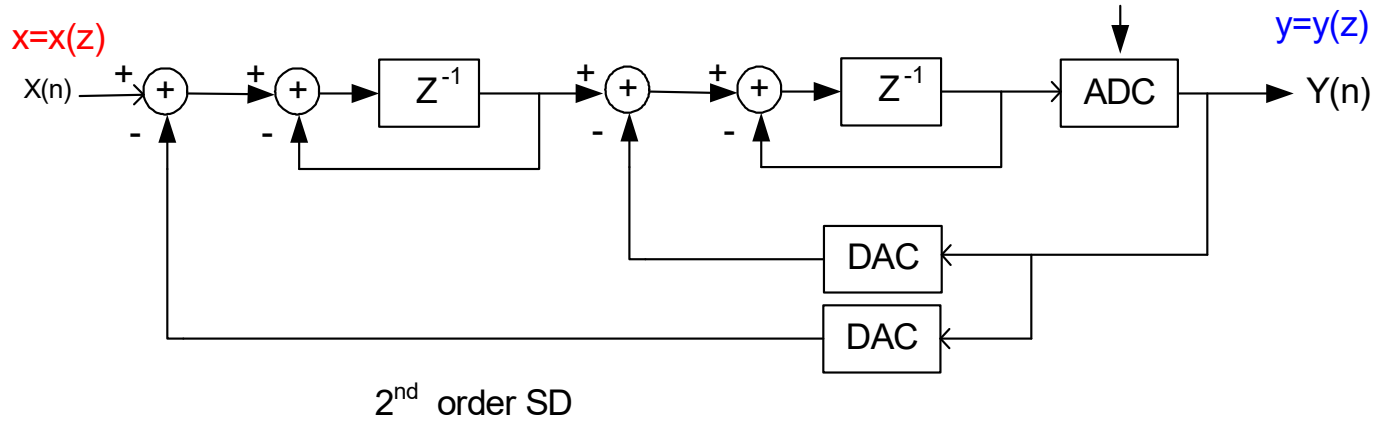 x=x(z)
y=y(z)
X(n)
+
+
-
+
+
-
Z⁻¹
+
+
-
+
+
-
Z⁻¹
ADC
Y(n)
DAC
DAC
2ⁿᵈ order SD